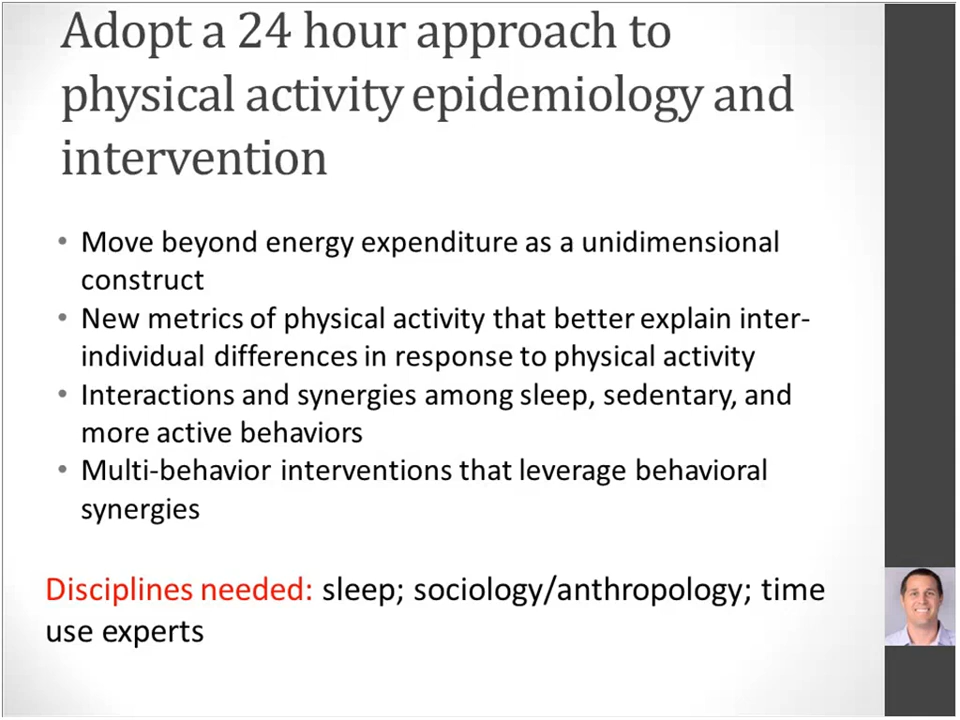 Adopt a 24 hour approach to
physical activity epidemiology and
intervention
• Move beyond energy expenditure as a unidimensional
construct
• New metrics of physical activity that better explain inter-
individual differences in response to physical activity
• Interactions and synergies among sleep, sedentary, and
more active behaviors
• Multi-behavior interventions that leverage behavioral
synergies
Disciplines needed: sleep; sociology/anthropology; time
use experts